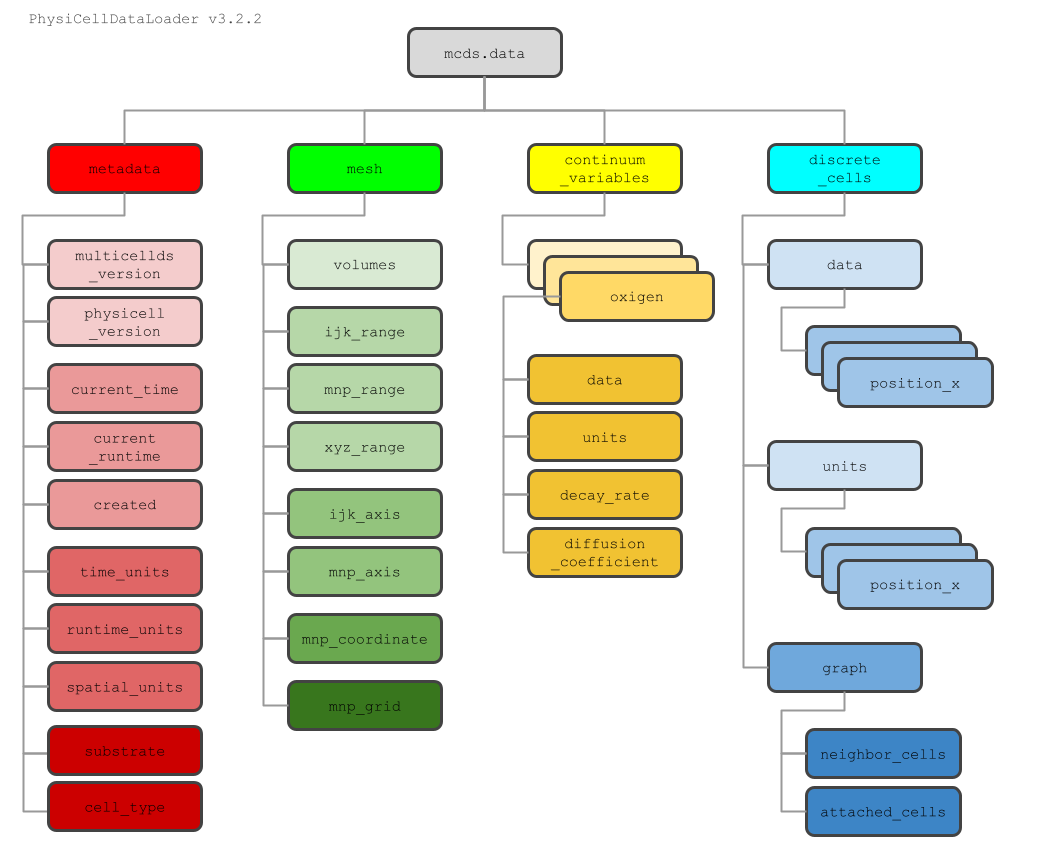 PhysiCellDataLoader v3.2.2
mcds.data
metadata
mesh
continuum
_variables
discrete
_cells
multicellds
_version
physicell
_version
current_time
current
_runtime
created
time_units
runtime_units
spatial_units
substrate
cell_type
volumes
ijk_range
mnp_range
xyz_range
ijk_axis
mnp_axis
mnp_coordinate
mnp_grid
oxigen
data
units
decay_rate
diffusion
_coefficient
data
position_x
units
position_x
graph
neighbor_cells
attached_cells